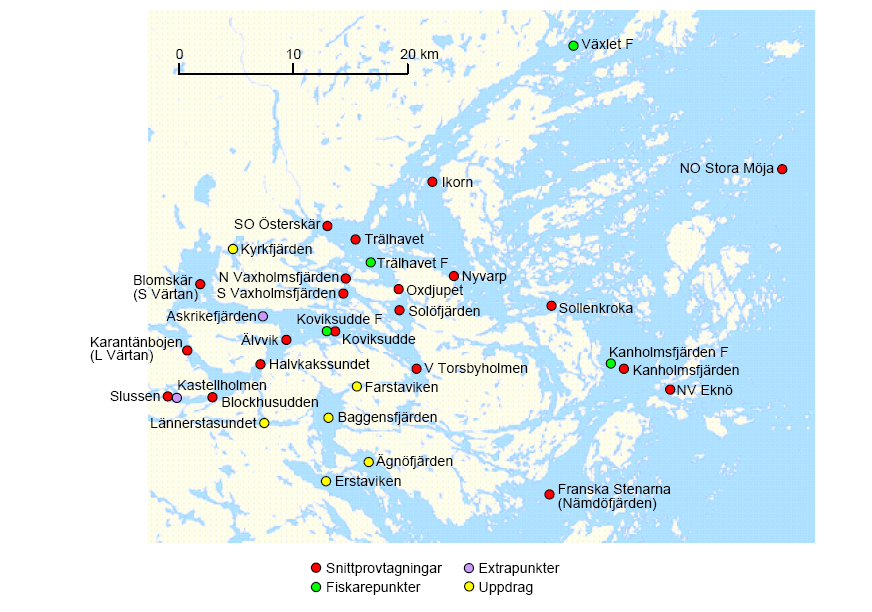 Växlet F
0 10 20 km
NO Stora Möja
Ikorn
SO Österskär
Trälhavet
Kyrkfjärden
Trälhavet F
N Vaxholmsfjärden
Nyvarp
Blomskär
(S Värtan)
S Vaxholmsfjärden
Oxdjupet
Sollenkroka
Solöfjärden
Askrikefjärden
Koviksudde F
Älvvik
Koviksudde
Karantänbojen
(L Värtan)
Kanholmsfjärden F
Halvkakssundet
V Torsbyholmen
Kanholmsfjärden
Kastellholmen
Farstaviken
NV Eknö
Slussen
Blockhusudden
Lännerstasundet
Baggensfjärden
Ägnöfjärden
Erstaviken
Franska Stenarna
(Nämdöfjärden)
Snittprovtagningar
Extrapunkter
Fiskarepunkter
Uppdrag